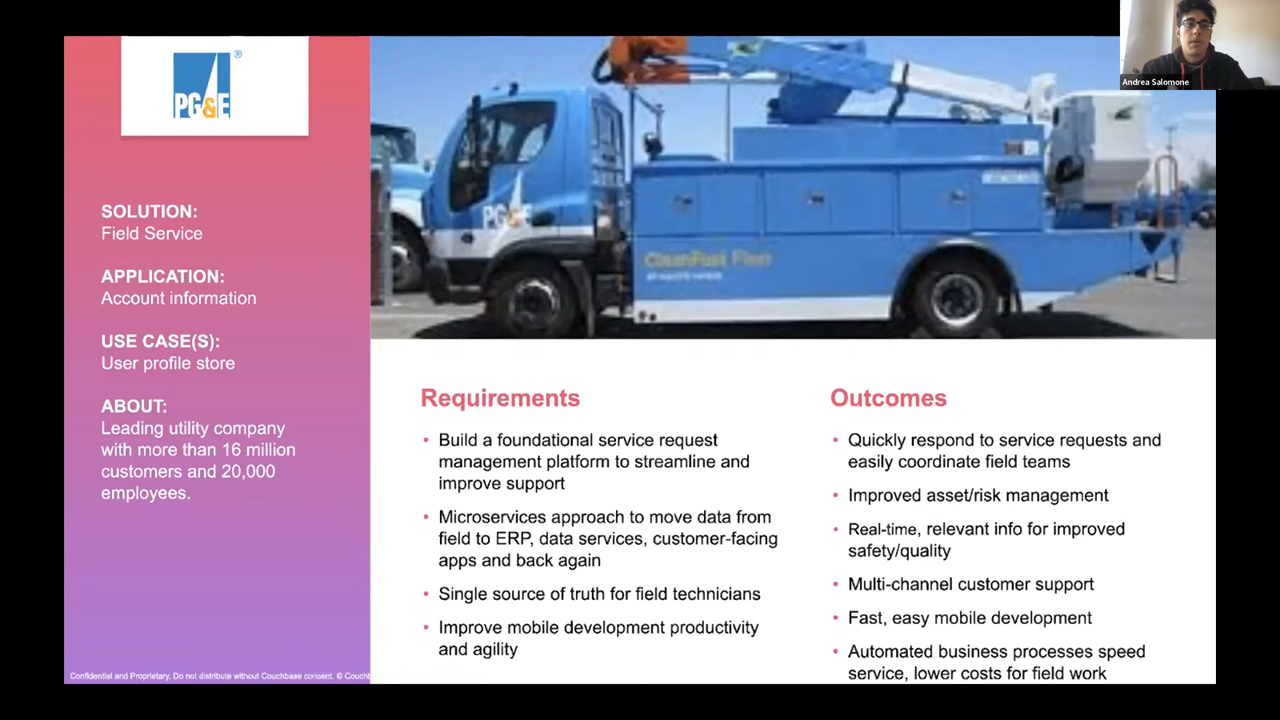 Andrea Salomone
PG&E
®
SOLUTION:
Field Service
APPLICATION:
Account information
USE CASE(S):
User profile store
ABOUT:
Leading utility company
with more than 16 million
customers and 20,000
employees.
PG&E
Requirements
• Build a foundational service request
management platform to streamline and
improve support
• Microservices approach to move data from
field to ERP, data services, customer-facing
apps and back again
• Single source of truth for field technicians
• Improve mobile development productivity
and agility
Outcomes
• Quickly respond to service requests and
easily coordinate field teams
• Improved asset/risk management
• Real-time, relevant info for improved
safety/quality
• Multi-channel customer support
• Fast, easy mobile development
• Automated business processes speed
service, lower costs for field work
Confidential and Proprietary. Do not distribute without Couchbase consent. ©